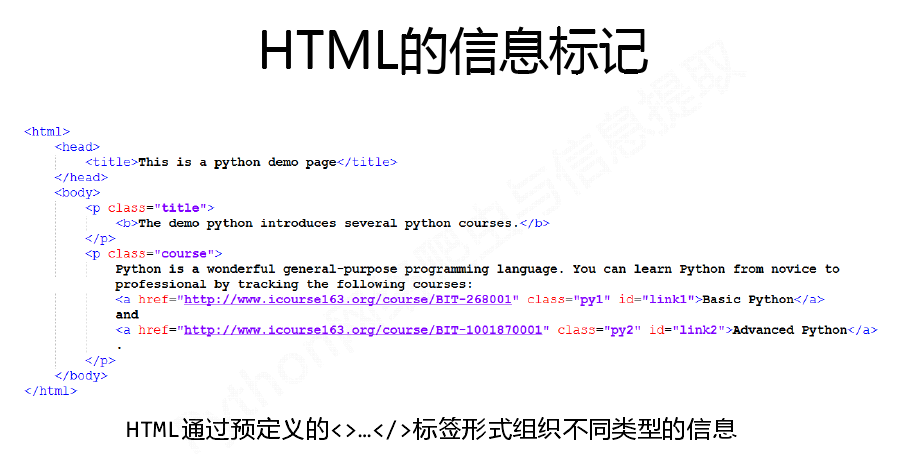 HTML的信息标记
<html>
<head>
<title>This is a python demo page</title>
</head>
<body>
<p class="title">
<b>The demo python introduces several python courses.</b>
</p>
<p class="course">
Python is a wonderful general-purpose programming language. You can learn Python from novice to
professional by tracking the following courses:
<a href="http://www.icourse163.org/course/BIT-268001" class="py1" id="link1">Basic Python</a>
and
<a href="http://www.icourse163.org/course/BIT-1001870001" class="py2" id="link2">Advanced Python</a>
.
</p>
</body>
</html>
HTML通过预定义的<>…</>标签形式组织不同类型的信息